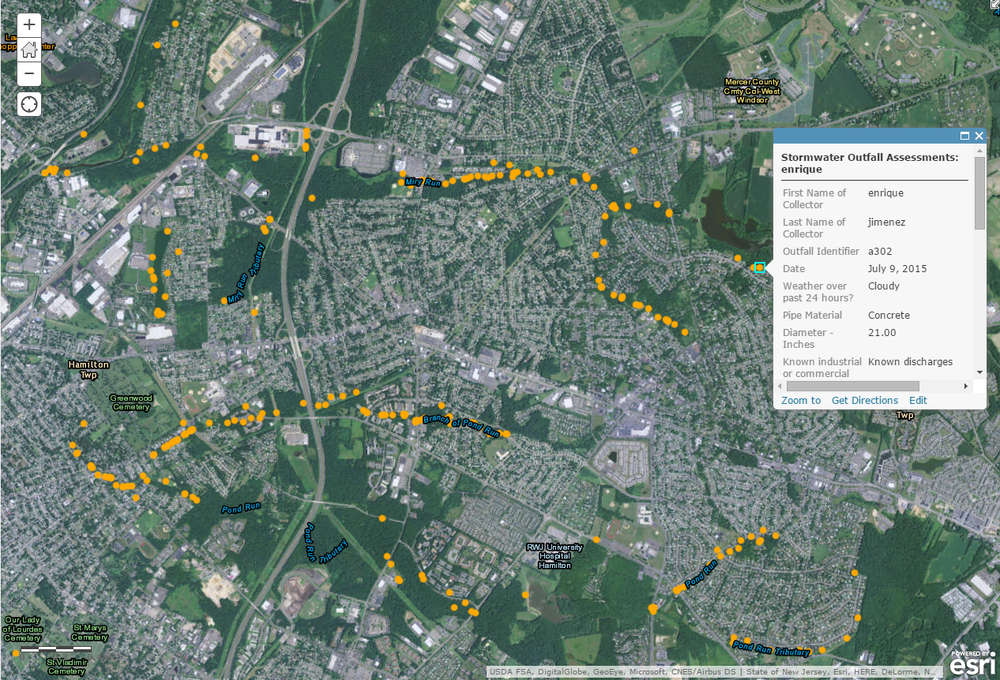 +
−
Mercer County
Cmty Col-West
Windsor
Stormwater Outfall Assessments:
enrique
First Name of Collector enrique
Last Name of Collector jimenez
Outfall Identifier a302
Date July 9, 2015
Weather over past 24 hours? Cloudy
Pipe Material Concrete
Diameter - Inches 21.00
Known industrial or commercial Known discharges
Zoom to Get Directions Edit
Twp
Miry Run
Miry Run Tributary
Hamilton
Twp
Greenwood
Cemetery
Branch of Pond Run
Pond Run
Pond Run Tributary
RWJ University
Hospital
Hamilton
Pond Run
Pond Run Tributary
Our Lady
of Lourdes
Cemetery
St Marys
Cemetery
St Vladimir
Cemetery
USDA FSA, DigitalGlobe, GeoEye, Microsoft, CNES/Airbus DS | State of New Jersey, Esri, HERE, DeLorme, N...
POWERED BY
esri